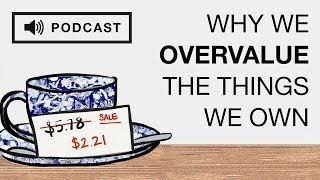 PODCAST
WHY WE
OVERVALUE
THE THINGS
WE OWN
$5.78 SALE
$2.21